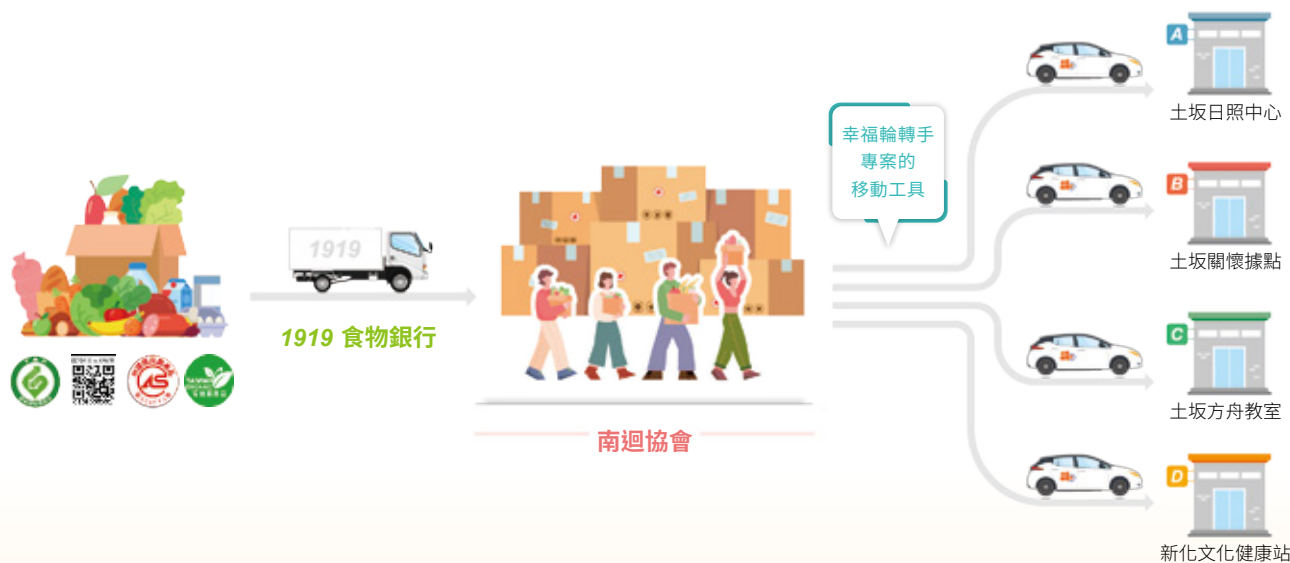 1919
1919 食物銀行
南迴協會
幸福輪轉手
專案的
移動工具
A
土坂日照中心
B
土坂關懷據點
C
土坂方舟教室
D
新化文化健康站